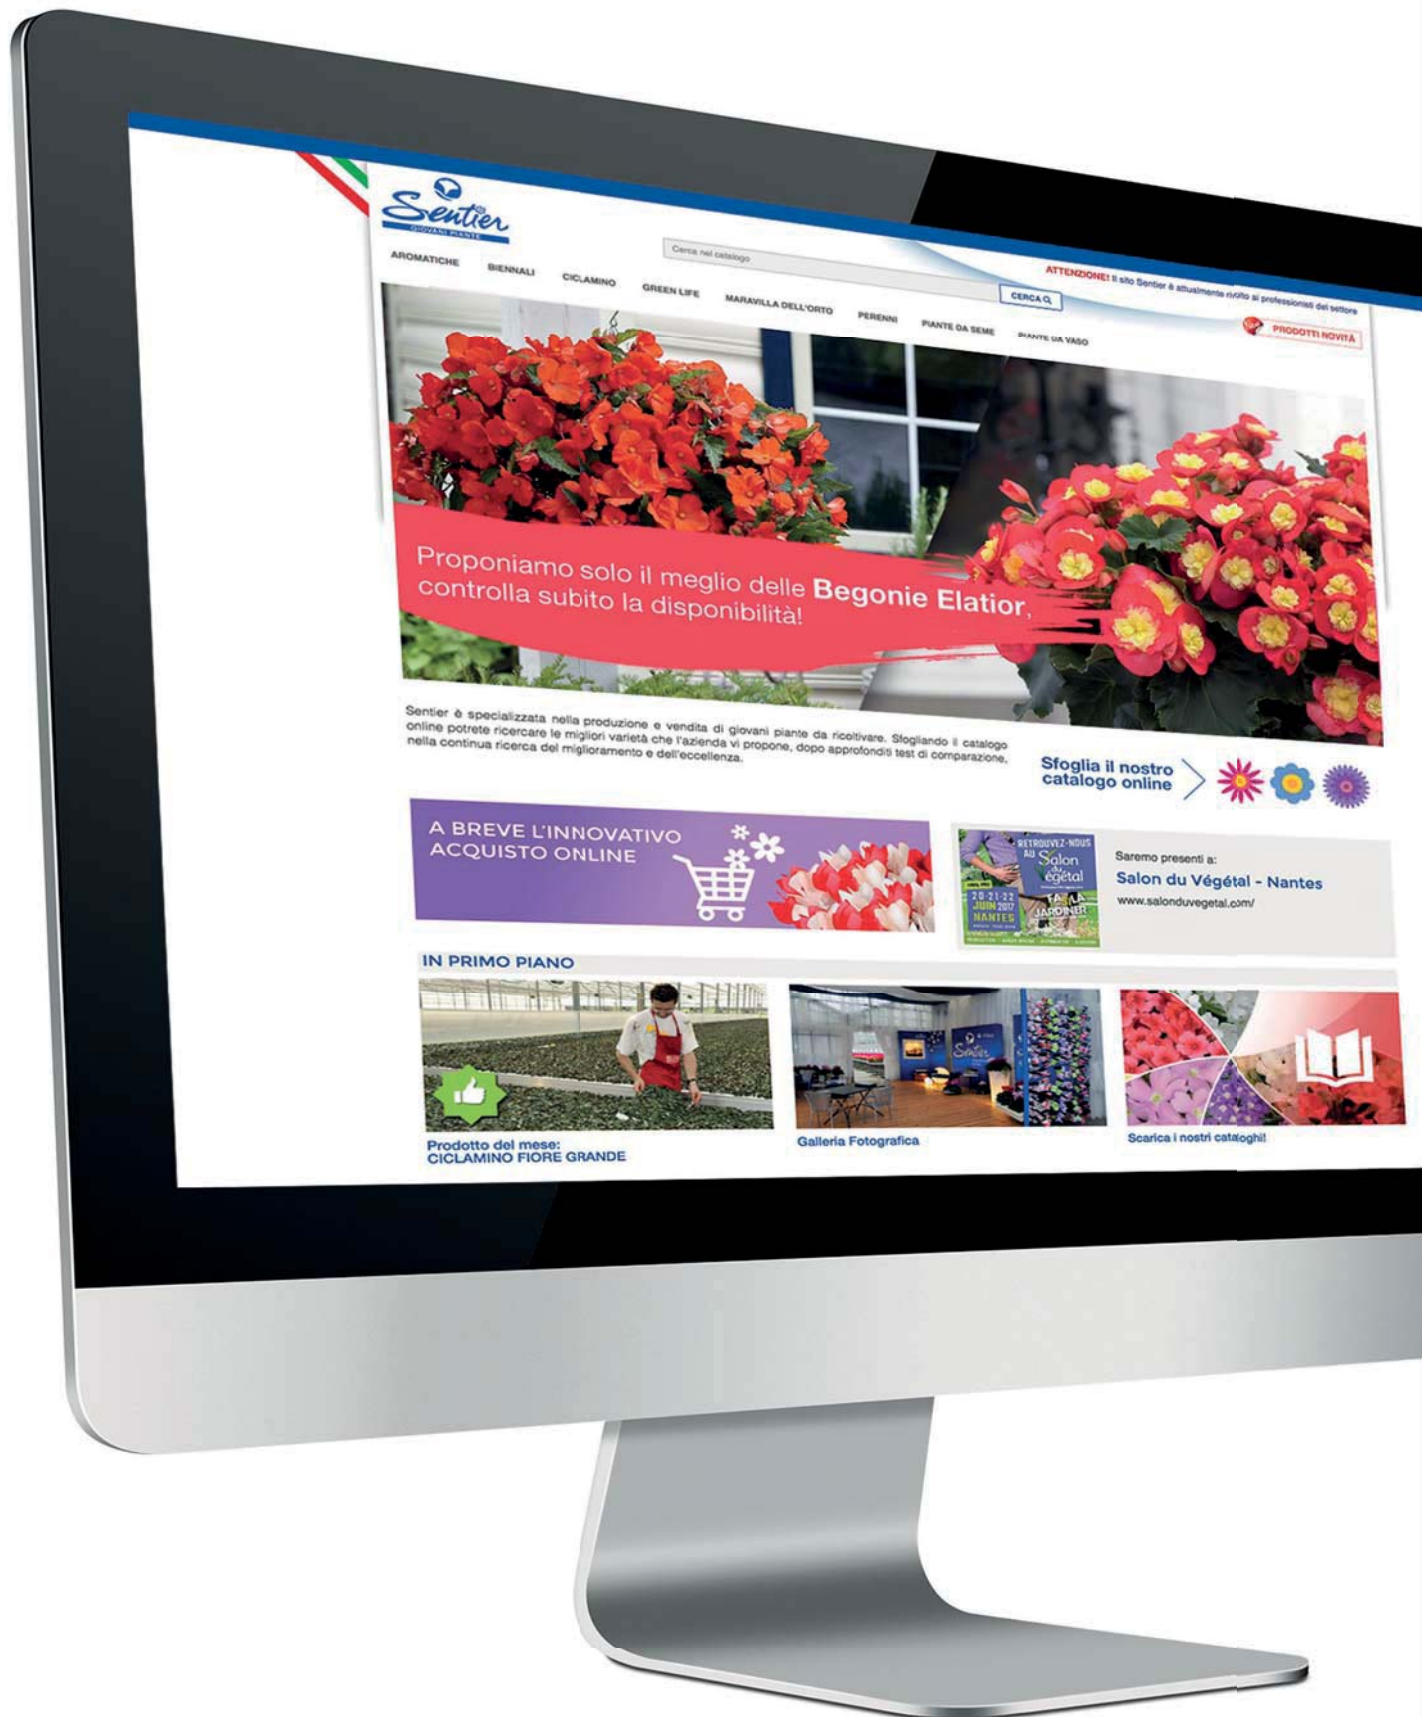 Sentier
GIOVANI PIANTE
Cerca nel catalogo
CERCA
ATTENZIONE! Il sito Sentier è attualmente rivolto ai professionisti del settore
PRODOTTI NOVITÀ
AROMATICHE
BIENNALI
CICLAMINO
GREEN LIFE
MARAVILLA DELL'ORTO
PERENNI
PIANTE DA SEME
PIANTE DA VASO
Proponiamo solo il meglio delle Begonie Elatior,
controlla subito la disponibilità!
Sentier è specializzata nella produzione e vendita di giovani piante da ricoltivare. Sfogliando il catalogo
online potrete ricercare le migliori varietà che l'azienda vi propone, dopo approfonditi test di comparazione,
nella continua ricerca del miglioramento e dell'eccellenza.
Sfoglia il nostro
catalogo online
A BREVE L'INNOVATIVO
ACQUISTO ONLINE
RETROUVEZ-NOUS
AU Salon
du
égétal
20-21-22
JUIN 2017
NANTES
JARDINER
Saremo presenti a:
Salon du Végétal - Nantes
www.salonduvegetal.com/
IN PRIMO PIANO
Prodotto del mese:
CICLAMINO FIORE GRANDE
Sentier
Galleria Fotografica
Scarica i nostri cataloghi!